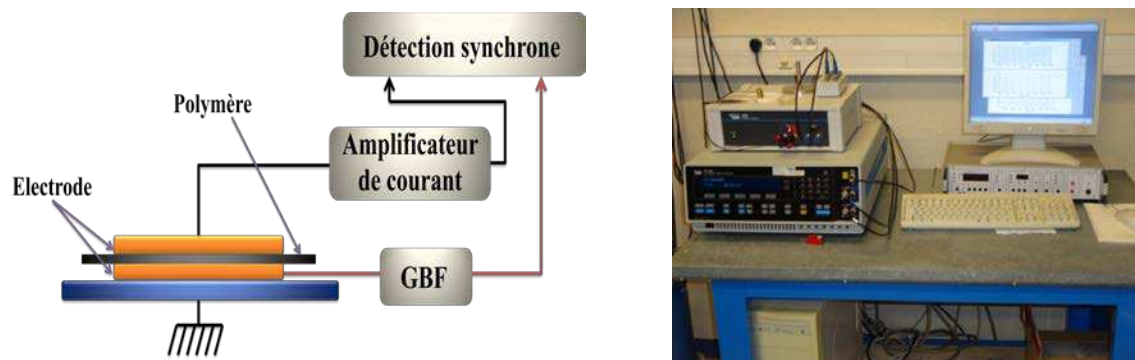 Détection synchrone
Polymère
Amplificateur
de courant
Electrode
GBF